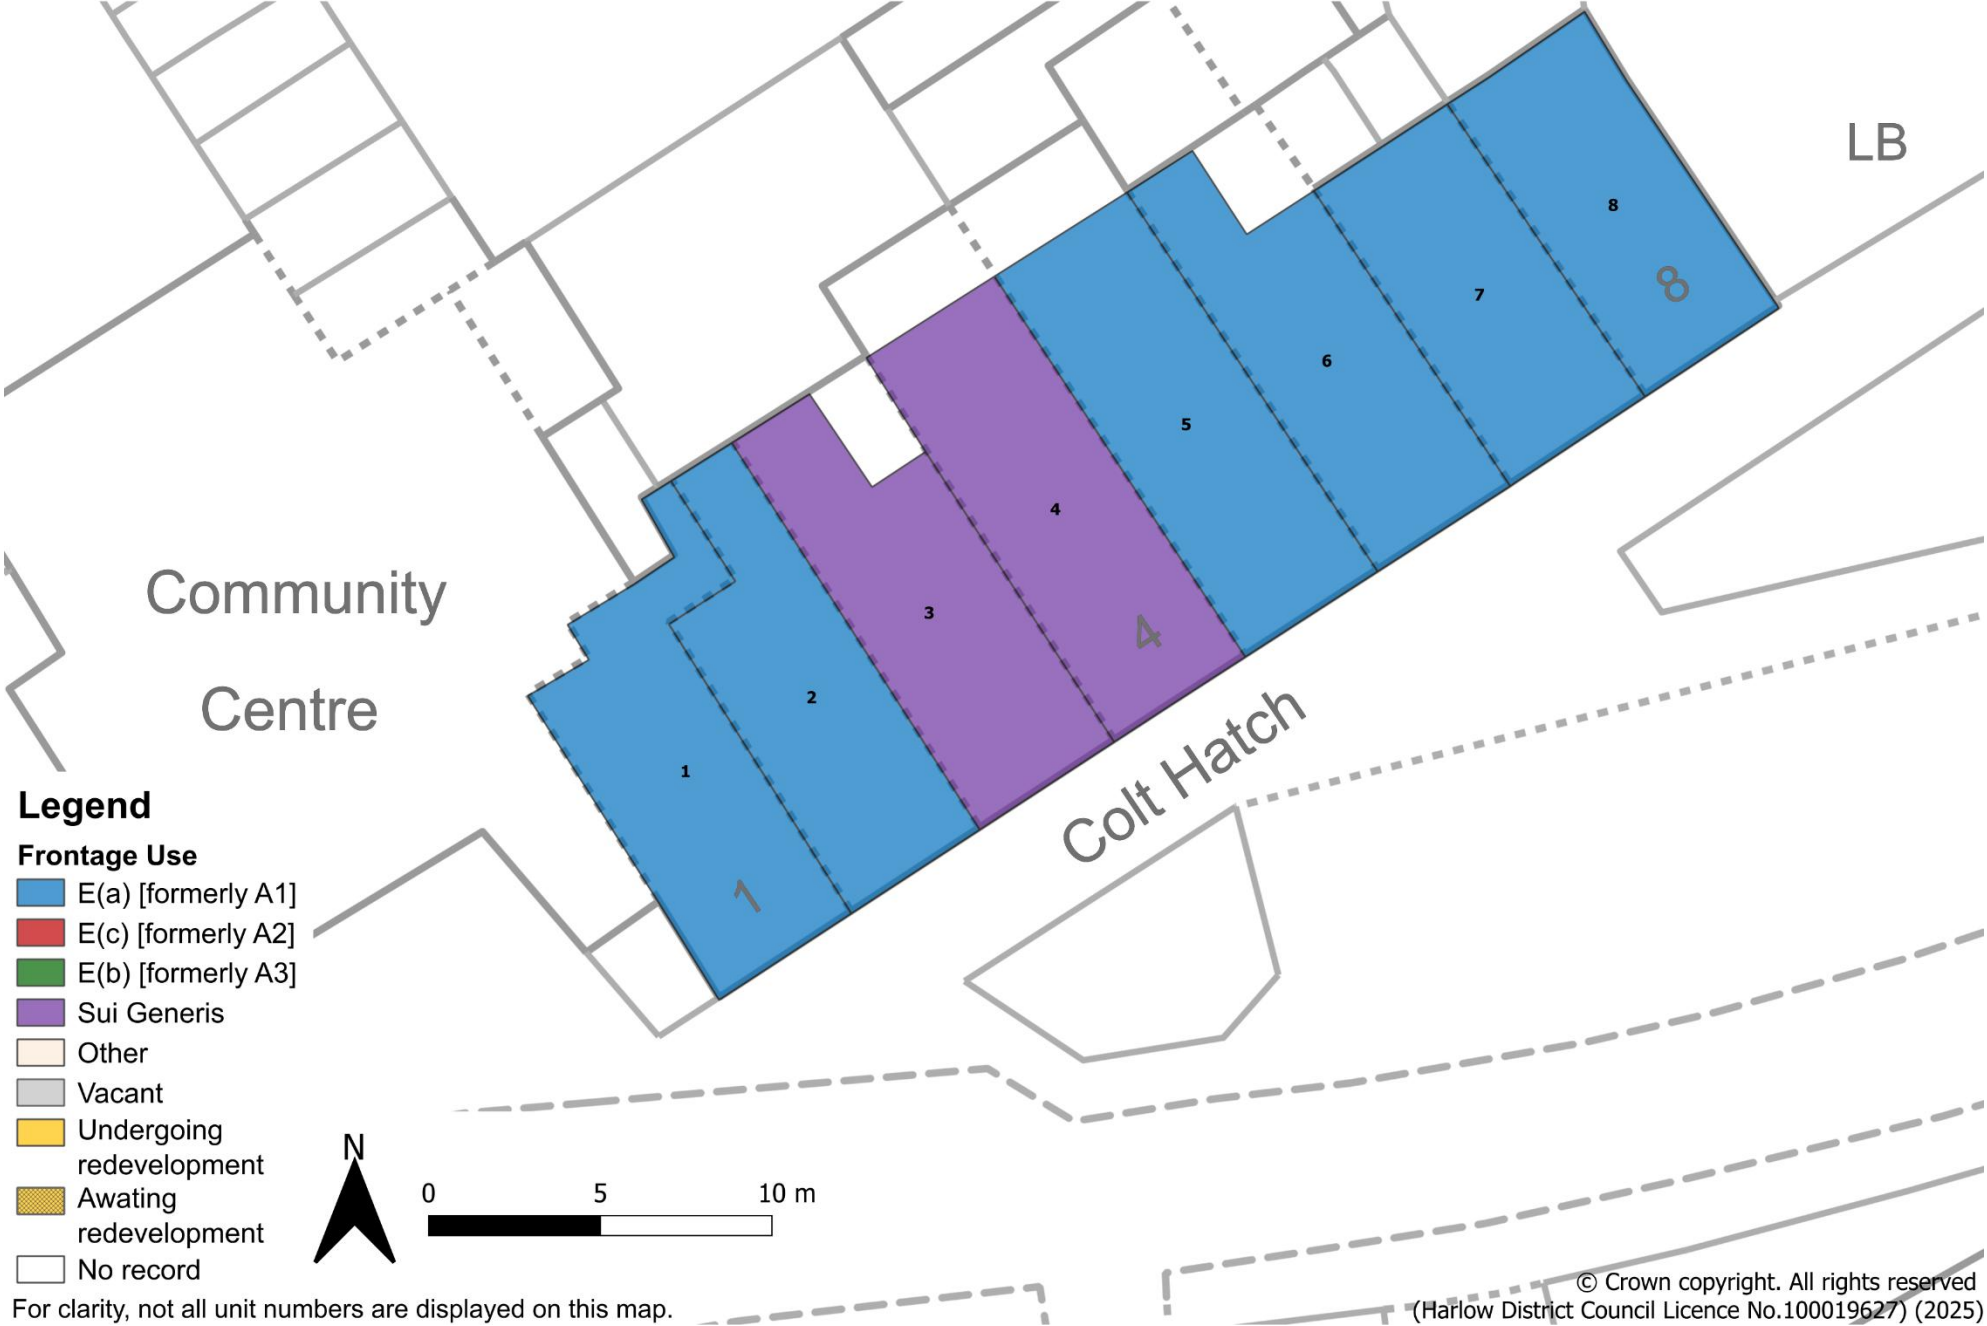 LB
8
8
7
6
5
4
4
3
2
1
1
Community
Centre
Colt Hatch
Legend
Frontage Use
E(a) [formerly A1]
E(c) [formerly A2]
E(b) [formerly A3]
Sui Generis
Other
Vacant
Undergoing
redevelopment
Awating
redevelopment
No record
N
0 5 10 m
For clarity, not all unit numbers are displayed on this map.
© Crown copyright. All rights reserved
(Harlow District Council Licence No.100019627) (2025)